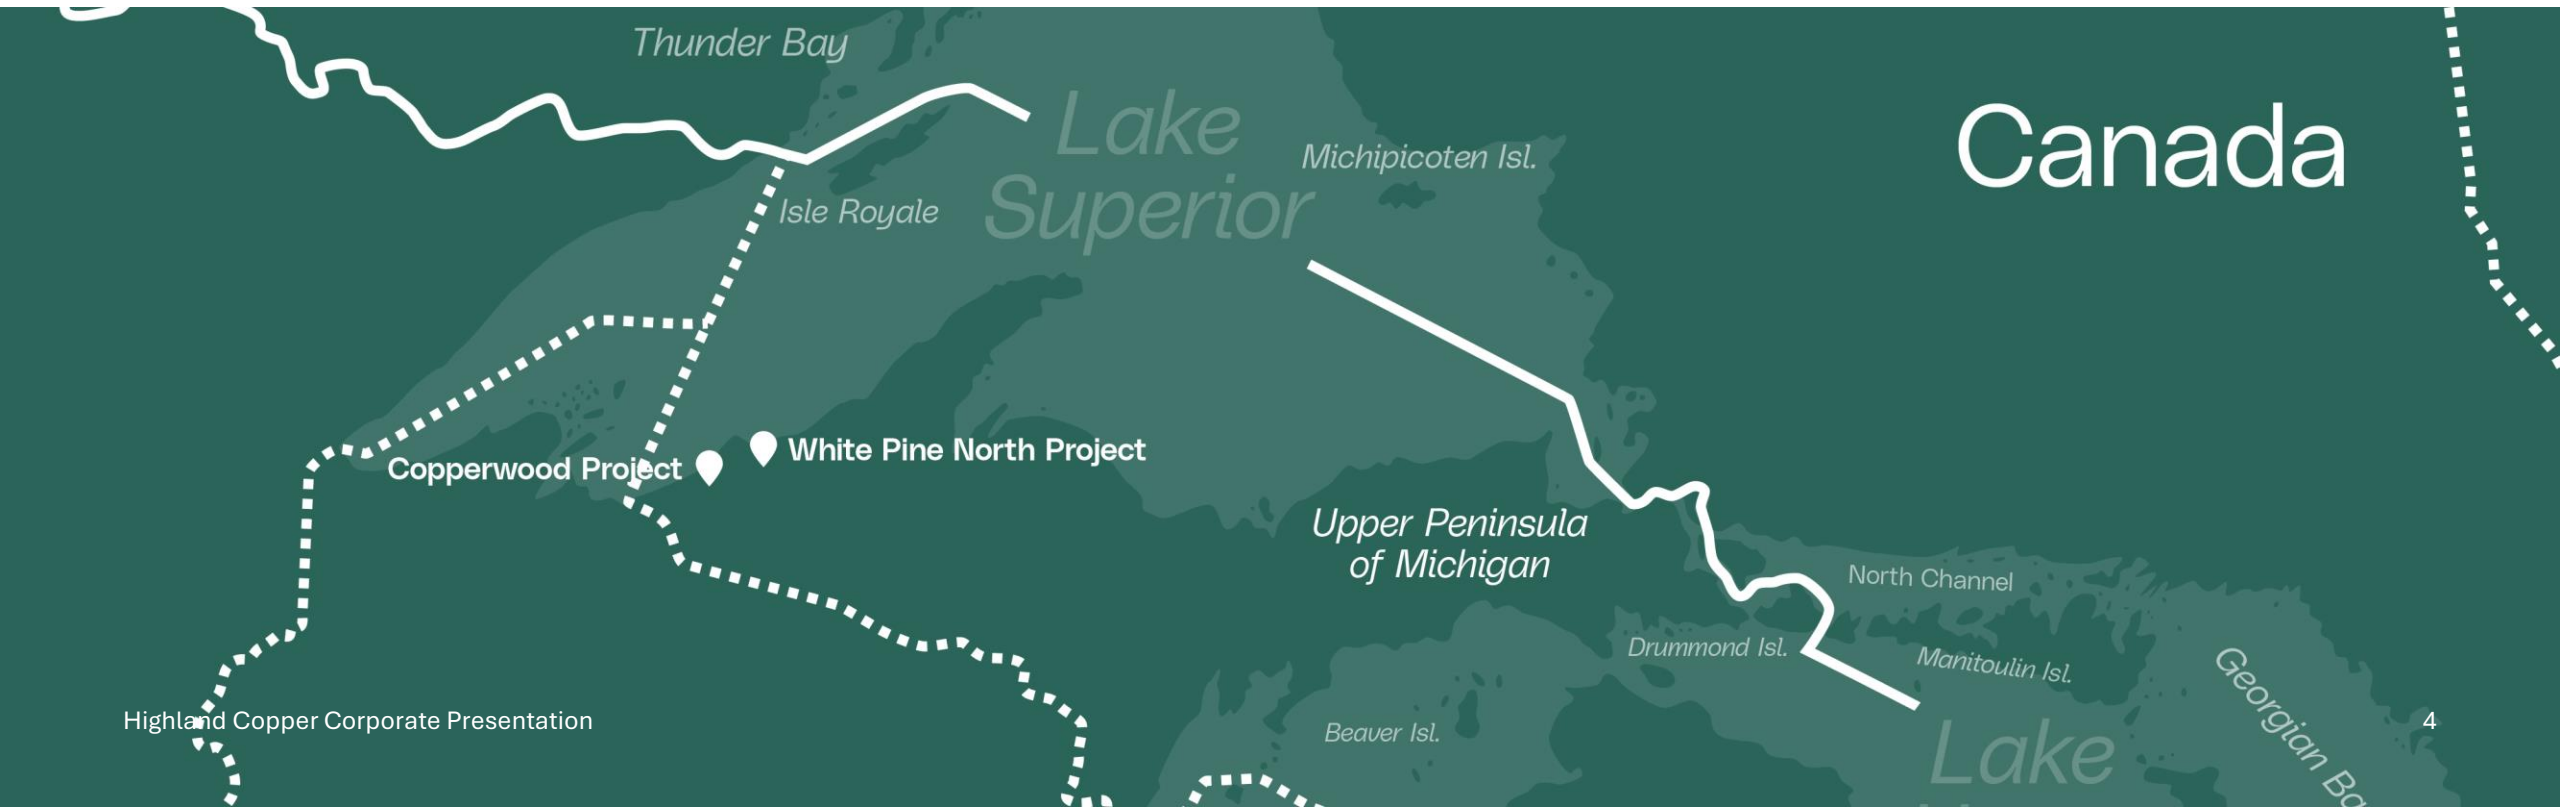 Thunder Bay
Lake
Superior
Canada
Michipicoten Isl.
Isle Royale
White Pine North Project
Copperwood Project
Upper Peninsula
of Michigan
North Channel
Drummond Isl.
Manitoulin Isl.
Georgian
Highland Copper Corporate Presentation
4
Beaver Isl.
Lake